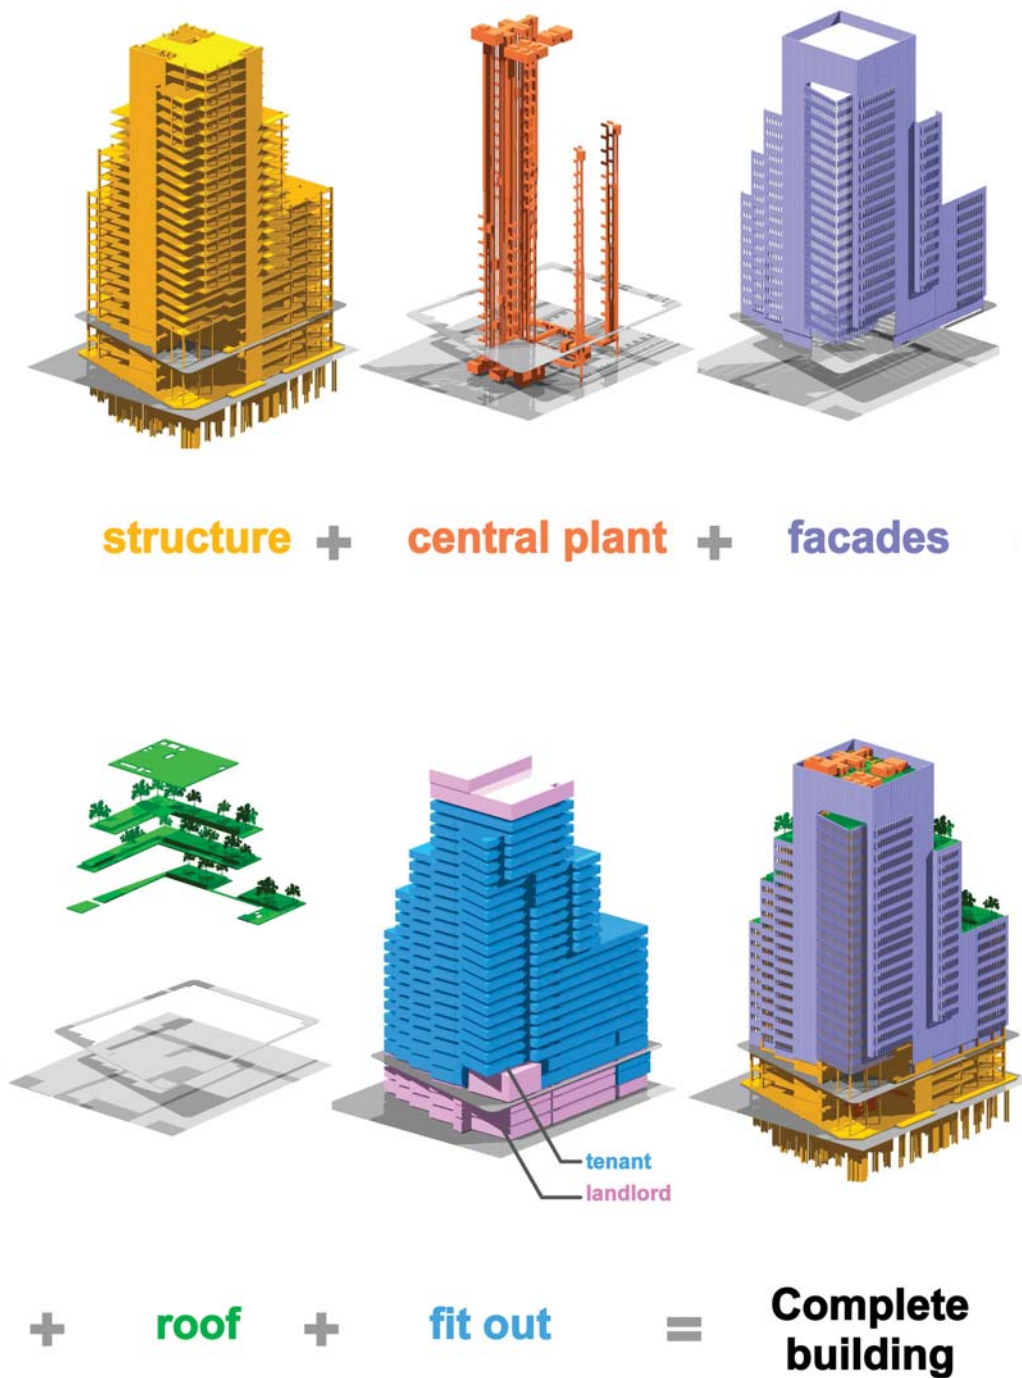 structure + central plant + facades
tenant
landlord
+ roof + fit out = Complete
building